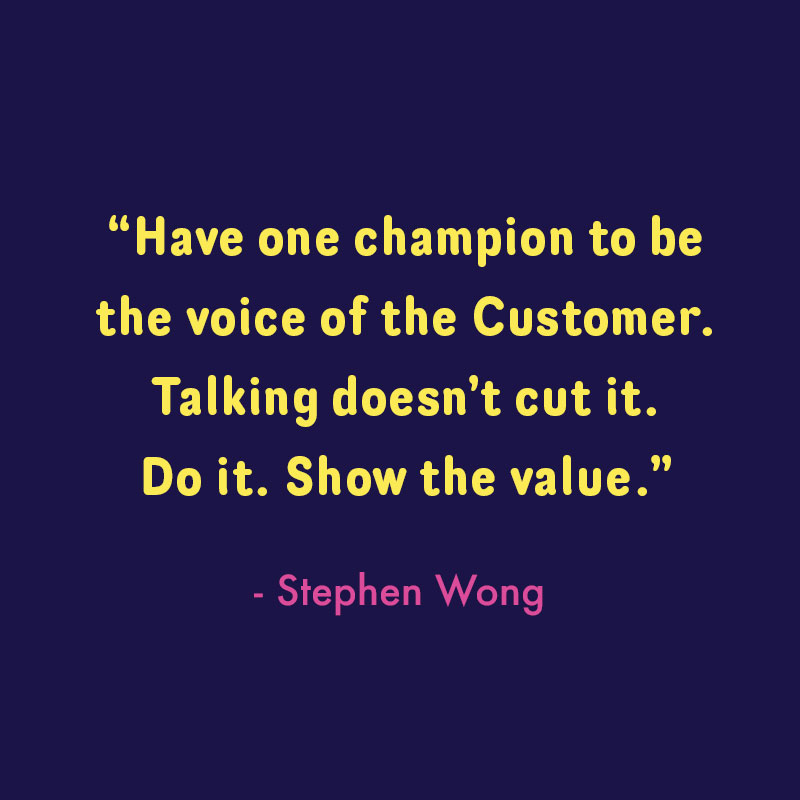 “Have one champion to be
the voice of the Customer.
Talking doesn’t cut it.
Do it. Show the value.”
- Stephen Wong